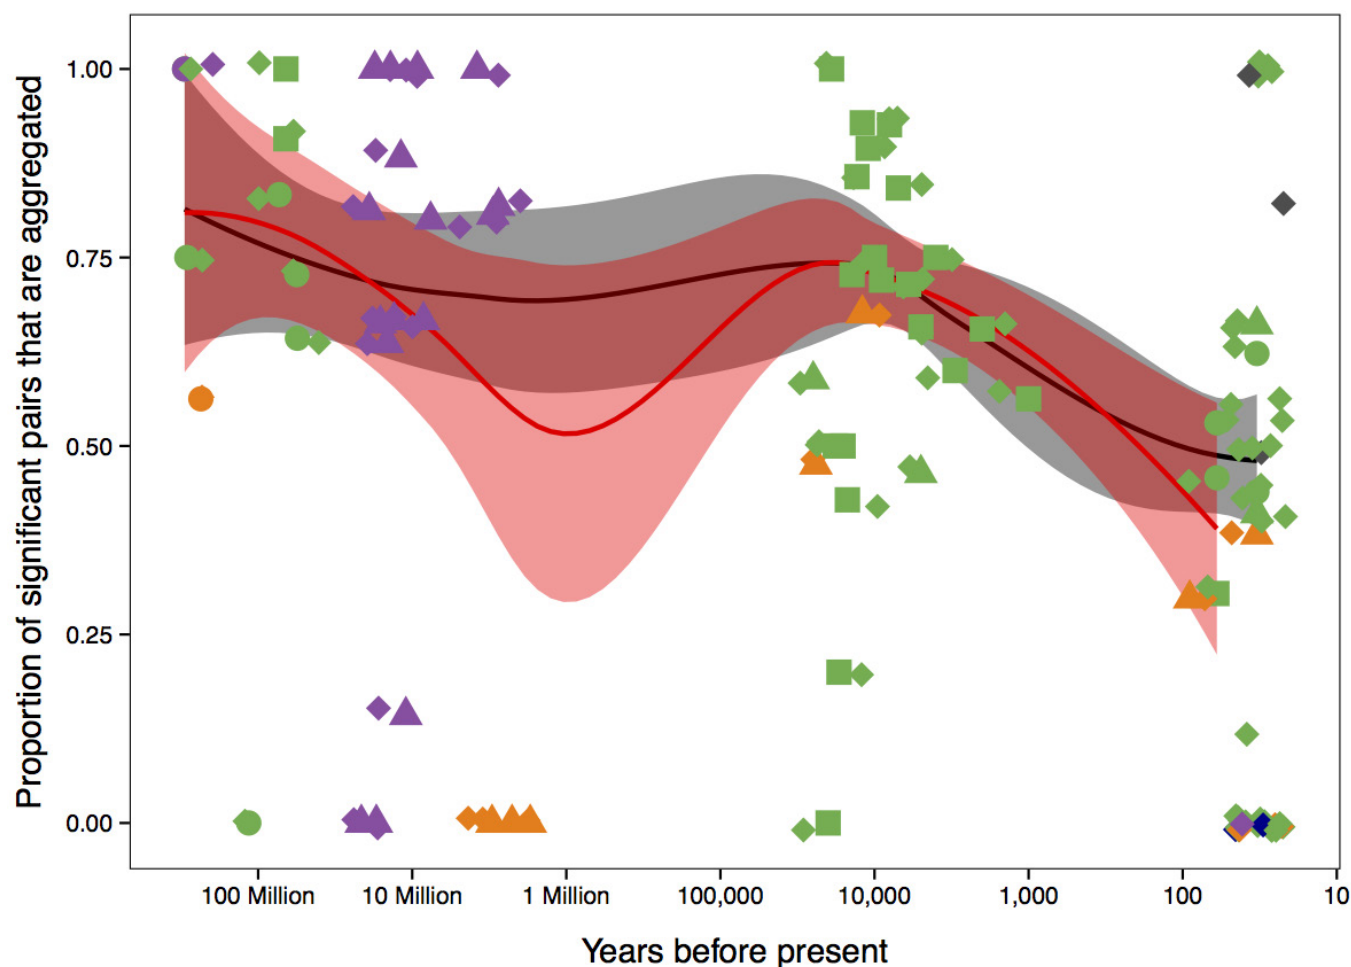 Proportion of significant pairs that are aggregated
1.00
0.75
0.50
0.25
0.00
100 Million 10 Million 1 Million 100,000 10,000 1,000 100 10
Years before present